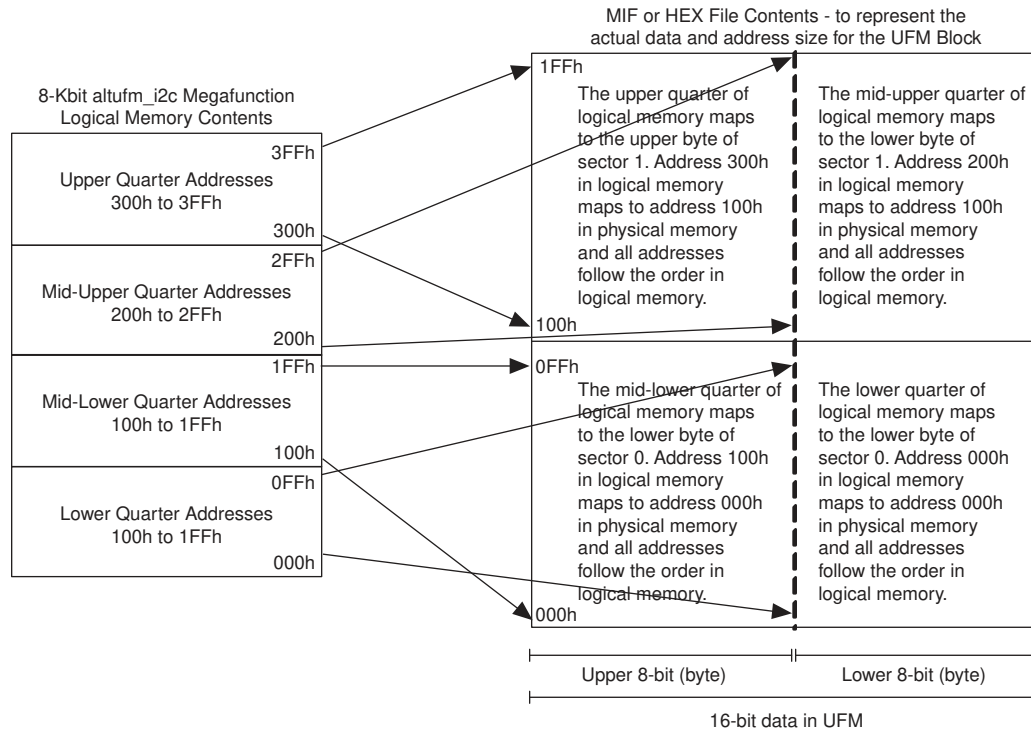 MIF or HEX File Contents - to represent the
actual data and address size for the UFM Block
8-Kbit altufm_i2c Megafunction
Logical Memory Contents
3FFh
Upper Quarter Addresses
300h to 3FFh
300h
2FFh
Mid-Upper Quarter Addresses
200h to 2FFh
200h
1FFh
Mid-Lower Quarter Addresses
100h to 1FFh
100h
0FFh
Lower Quarter Addresses
100h to 1FFh
000h
1FFh
The upper quarter of
logical memory maps
to the upper byte of
sector 1. Address 300h
in logical memory
maps to address 100h
in physical memory
and all addresses
follow the order in
logical memory.
100h
The mid-upper quarter of
logical memory maps
to the lower byte of
sector 1. Address 200h
in logical memory
maps to address 100h
in physical memory
and all addresses
follow the order in
logical memory.
0FFh
The mid-lower quarter of
logical memory maps
to the lower byte of
sector 0. Address 100h
in logical memory
maps to address 000h
in physical memory
and all addresses
follow the order in
logical memory.
000h
The lower quarter of
logical memory maps
to the lower byte of
sector 0. Address 000h
in logical memory
maps to address 000h
in physical memory
and all addresses
follow the order in
logical memory.
Upper 8-bit (byte)
Lower 8-bit (byte)
16-bit data in UFM